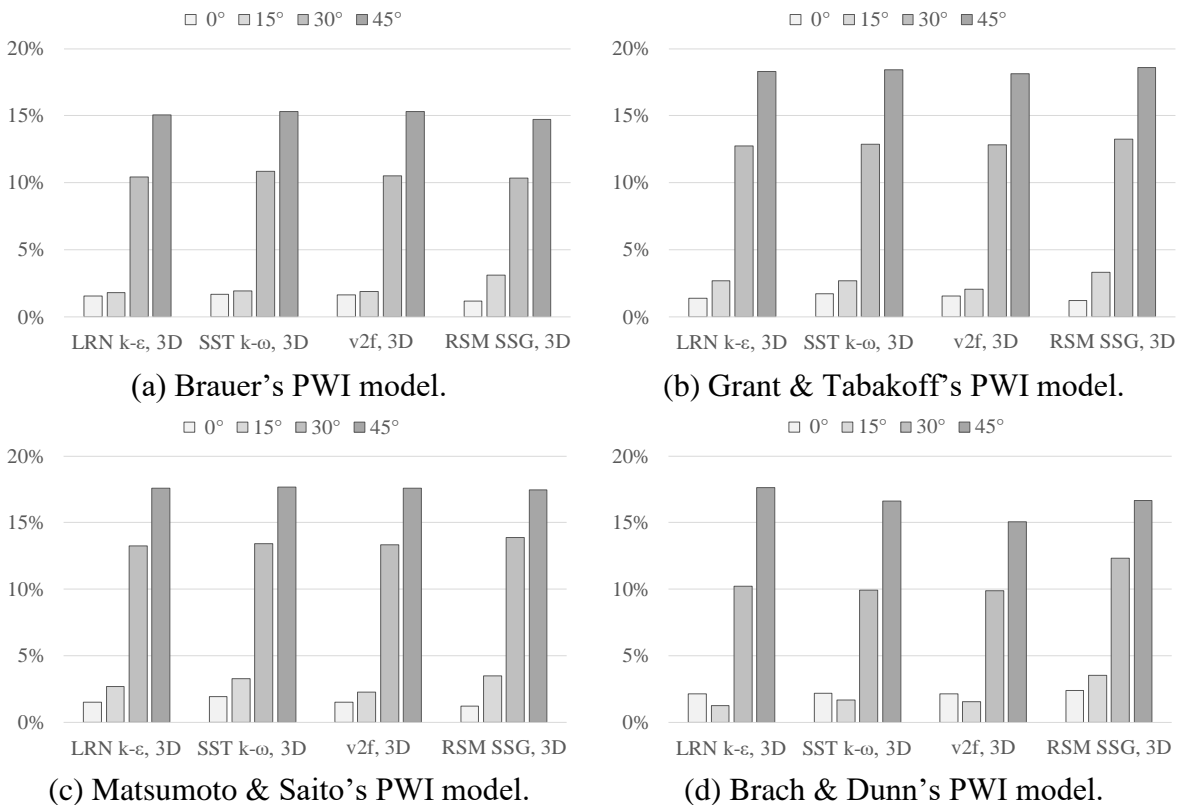 0° 15° 30° 45°
20%
15%
10%
5%
0%
LRN k-ε, 3D SST k-ω, 3D v2f, 3D RSM SSG, 3D
(a) Brauer’s PWI model.
0° 15° 30° 45°
20%
15%
10%
5%
0%
LRN k-ε, 3D SST k-ω, 3D v2f, 3D RSM SSG, 3D
(b) Grant & Tabakoff’s PWI model.
0° 15° 30° 45°
20%
15%
10%
5%
0%
LRN k-ε, 3D SST k-ω, 3D v2f, 3D RSM SSG, 3D
(c) Matsumoto & Saito’s PWI model.
0° 15° 30° 45°
20%
15%
10%
5%
0%
LRN k-ε, 3D SST k-ω, 3D v2f, 3D RSM SSG, 3D
(d) Brach & Dunn’s PWI model.